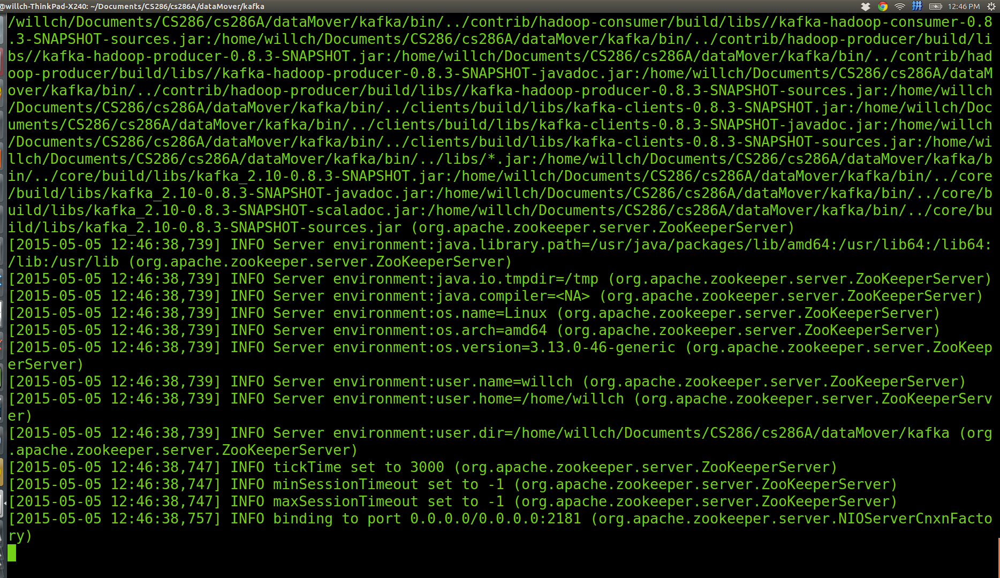 @willch-ThinkPad-X240: ~/Documents/CS286/cs286A/dataMover/kafka
拼
12:46 PM
/willch/Documents/CS286/cs286A/dataMover/kafka/bin/../contrib/hadoop-consumer/build/libs//kafka-hadoop-consumer-0.8
.3-SNAPSHOT-sources.jar:/home/willch/Documents/CS286/cs286A/dataMover/kafka/bin/../contrib/hadoop-producer/build/li
bs//kafka-hadoop-producer-0.8.3-SNAPSHOT.jar:/home/willch/Documents/CS286/cs286A/dataMover/kafka/bin/../contrib/had
oop-producer/build/libs//kafka-hadoop-producer-0.8.3-SNAPSHOT-javadoc.jar:/home/willch/Documents/CS286/cs286A/dataM
over/kafka/bin/../contrib/hadoop-producer/build/libs//kafka-hadoop-producer-0.8.3-SNAPSHOT-sources.jar:/home/willch
/Documents/CS286/cs286A/dataMover/kafka/bin/../clients/build/libs/kafka-clients-0.8.3-SNAPSHOT.jar:/home/willch/Doc
uments/CS286/cs286A/dataMover/kafka/bin/../clients/build/libs/kafka-clients-0.8.3-SNAPSHOT-javadoc.jar:/home/willch
/Documents/CS286/cs286A/dataMover/kafka/bin/../clients/build/libs/kafka-clients-0.8.3-SNAPSHOT-sources.jar:/home/wi
llch/Documents/CS286/cs286A/dataMover/kafka/bin/../libs/*.jar:/home/willch/Documents/CS286/cs286A/dataMover/kafka/b
in/../core/build/libs/kafka_2.10-0.8.3-SNAPSHOT.jar:/home/willch/Documents/CS286/cs286A/dataMover/kafka/bin/../core
/build/libs/kafka_2.10-0.8.3-SNAPSHOT-javadoc.jar:/home/willch/Documents/CS286/cs286A/dataMover/kafka/bin/../core/b
uild/libs/kafka_2.10-0.8.3-SNAPSHOT-scaladoc.jar:/home/willch/Documents/CS286/cs286A/dataMover/kafka/bin/../core/bu
ild/libs/kafka_2.10-0.8.3-SNAPSHOT-sources.jar (org.apache.zookeeper.server.ZooKeeperServer)
[2015-05-05 12:46:38,739] INFO Server environment:java.library.path=/usr/java/packages/lib/amd64:/usr/lib64:/lib64:
/lib:/usr/lib (org.apache.zookeeper.server.ZooKeeperServer)
[2015-05-05 12:46:38,739] INFO Server environment:java.io.tmpdir=/tmp (org.apache.zookeeper.server.ZooKeeperServer)
[2015-05-05 12:46:38,739] INFO Server environment:java.compiler=<NA> (org.apache.zookeeper.server.ZooKeeperServer)
[2015-05-05 12:46:38,739] INFO Server environment:os.name=Linux (org.apache.zookeeper.server.ZooKeeperServer)
[2015-05-05 12:46:38,739] INFO Server environment:os.arch=amd64 (org.apache.zookeeper.server.ZooKeeperServer)
[2015-05-05 12:46:38,739] INFO Server environment:os.version=3.13.0-46-generic (org.apache.zookeeper.server.ZooKeep
erServer)
[2015-05-05 12:46:38,739] INFO Server environment:user.name=willch (org.apache.zookeeper.server.ZooKeeperServer)
[2015-05-05 12:46:38,739] INFO Server environment:user.home=/home/willch (org.apache.zookeeper.server.ZooKeeperServ
er)
[2015-05-05 12:46:38,739] INFO Server environment:user.dir=/home/willch/Documents/CS286/cs286A/dataMover/kafka (org
.apache.zookeeper.server.ZooKeeperServer)
[2015-05-05 12:46:38,747] INFO tickTime set to 3000 (org.apache.zookeeper.server.ZooKeeperServer)
[2015-05-05 12:46:38,747] INFO minSessionTimeout set to -1 (org.apache.zookeeper.server.ZooKeeperServer)
[2015-05-05 12:46:38,747] INFO maxSessionTimeout set to -1 (org.apache.zookeeper.server.ZooKeeperServer)
[2015-05-05 12:46:38,757] INFO binding to port 0.0.0.0/0.0.0.0:2181 (org.apache.zookeeper.server.NIOServerCnxnFacto
ry)